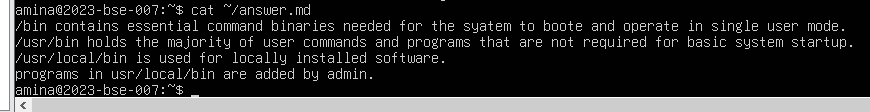 amina@2023-bse-007:~$ cat ~/answer.md
/bin contains essential command binaries needed for the syatem to boote and operate in single user mode.
/usr/bin holds the majority of user commands and programs that are not required for basic system startup.
/usr/local/bin is used for locally installed software.
programs in usr/local/bin are added by admin.
amina@2023-bse-007:~$ _